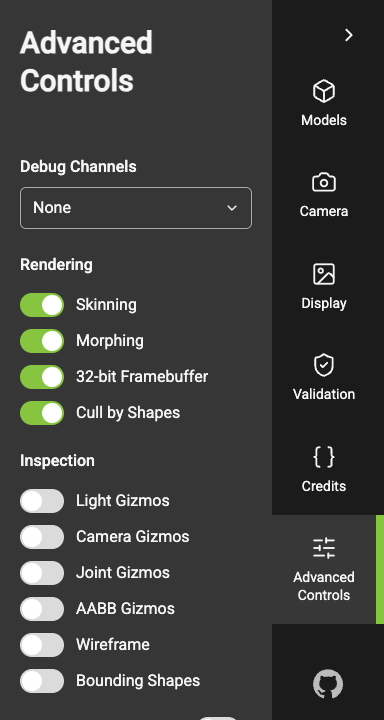 Advanced
Controls
Debug Channels
None
Rendering
Skinning
Morphing
32-bit Framebuffer
Cull by Shapes
Inspection
Light Gizmos
Camera Gizmos
Joint Gizmos
AABB Gizmos
Wireframe
Bounding Shapes
Models
Camera
Display
Validation
Credits
Advanced
Controls